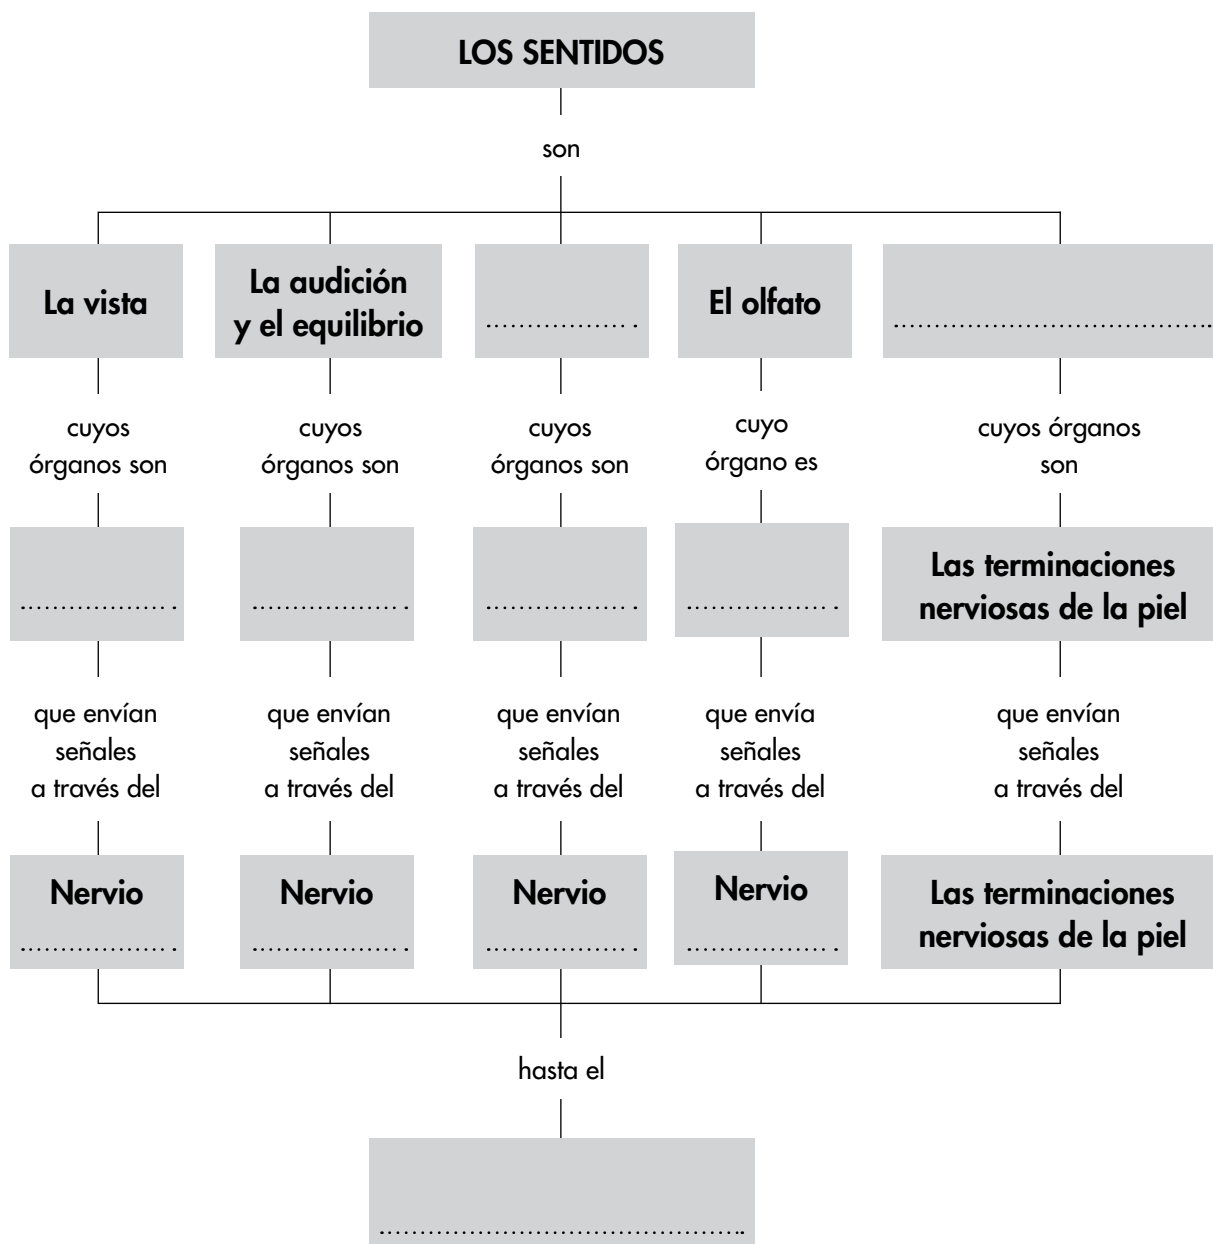 LOS SENTIDOS
son
La vista
La audición
y el equilibrio
................ .
El olfato
................................
cuyos
órganos son
cuyos
órganos son
cuyos
órganos son
cuyo
órgano es
cuyos órganos
son
................ .
................ .
................ .
................ .
Las terminaciones
nerviosas de la piel
que envían
señales
a través del
que envían
señales
a través del
que envían
señales
a través del
que envía
señales
a través del
que envían
señales
a través del
Nervio
................ .
Nervio
................ .
Nervio
................ .
Nervio
................ .
Las terminaciones
nerviosas de la piel
hasta el
.........................................